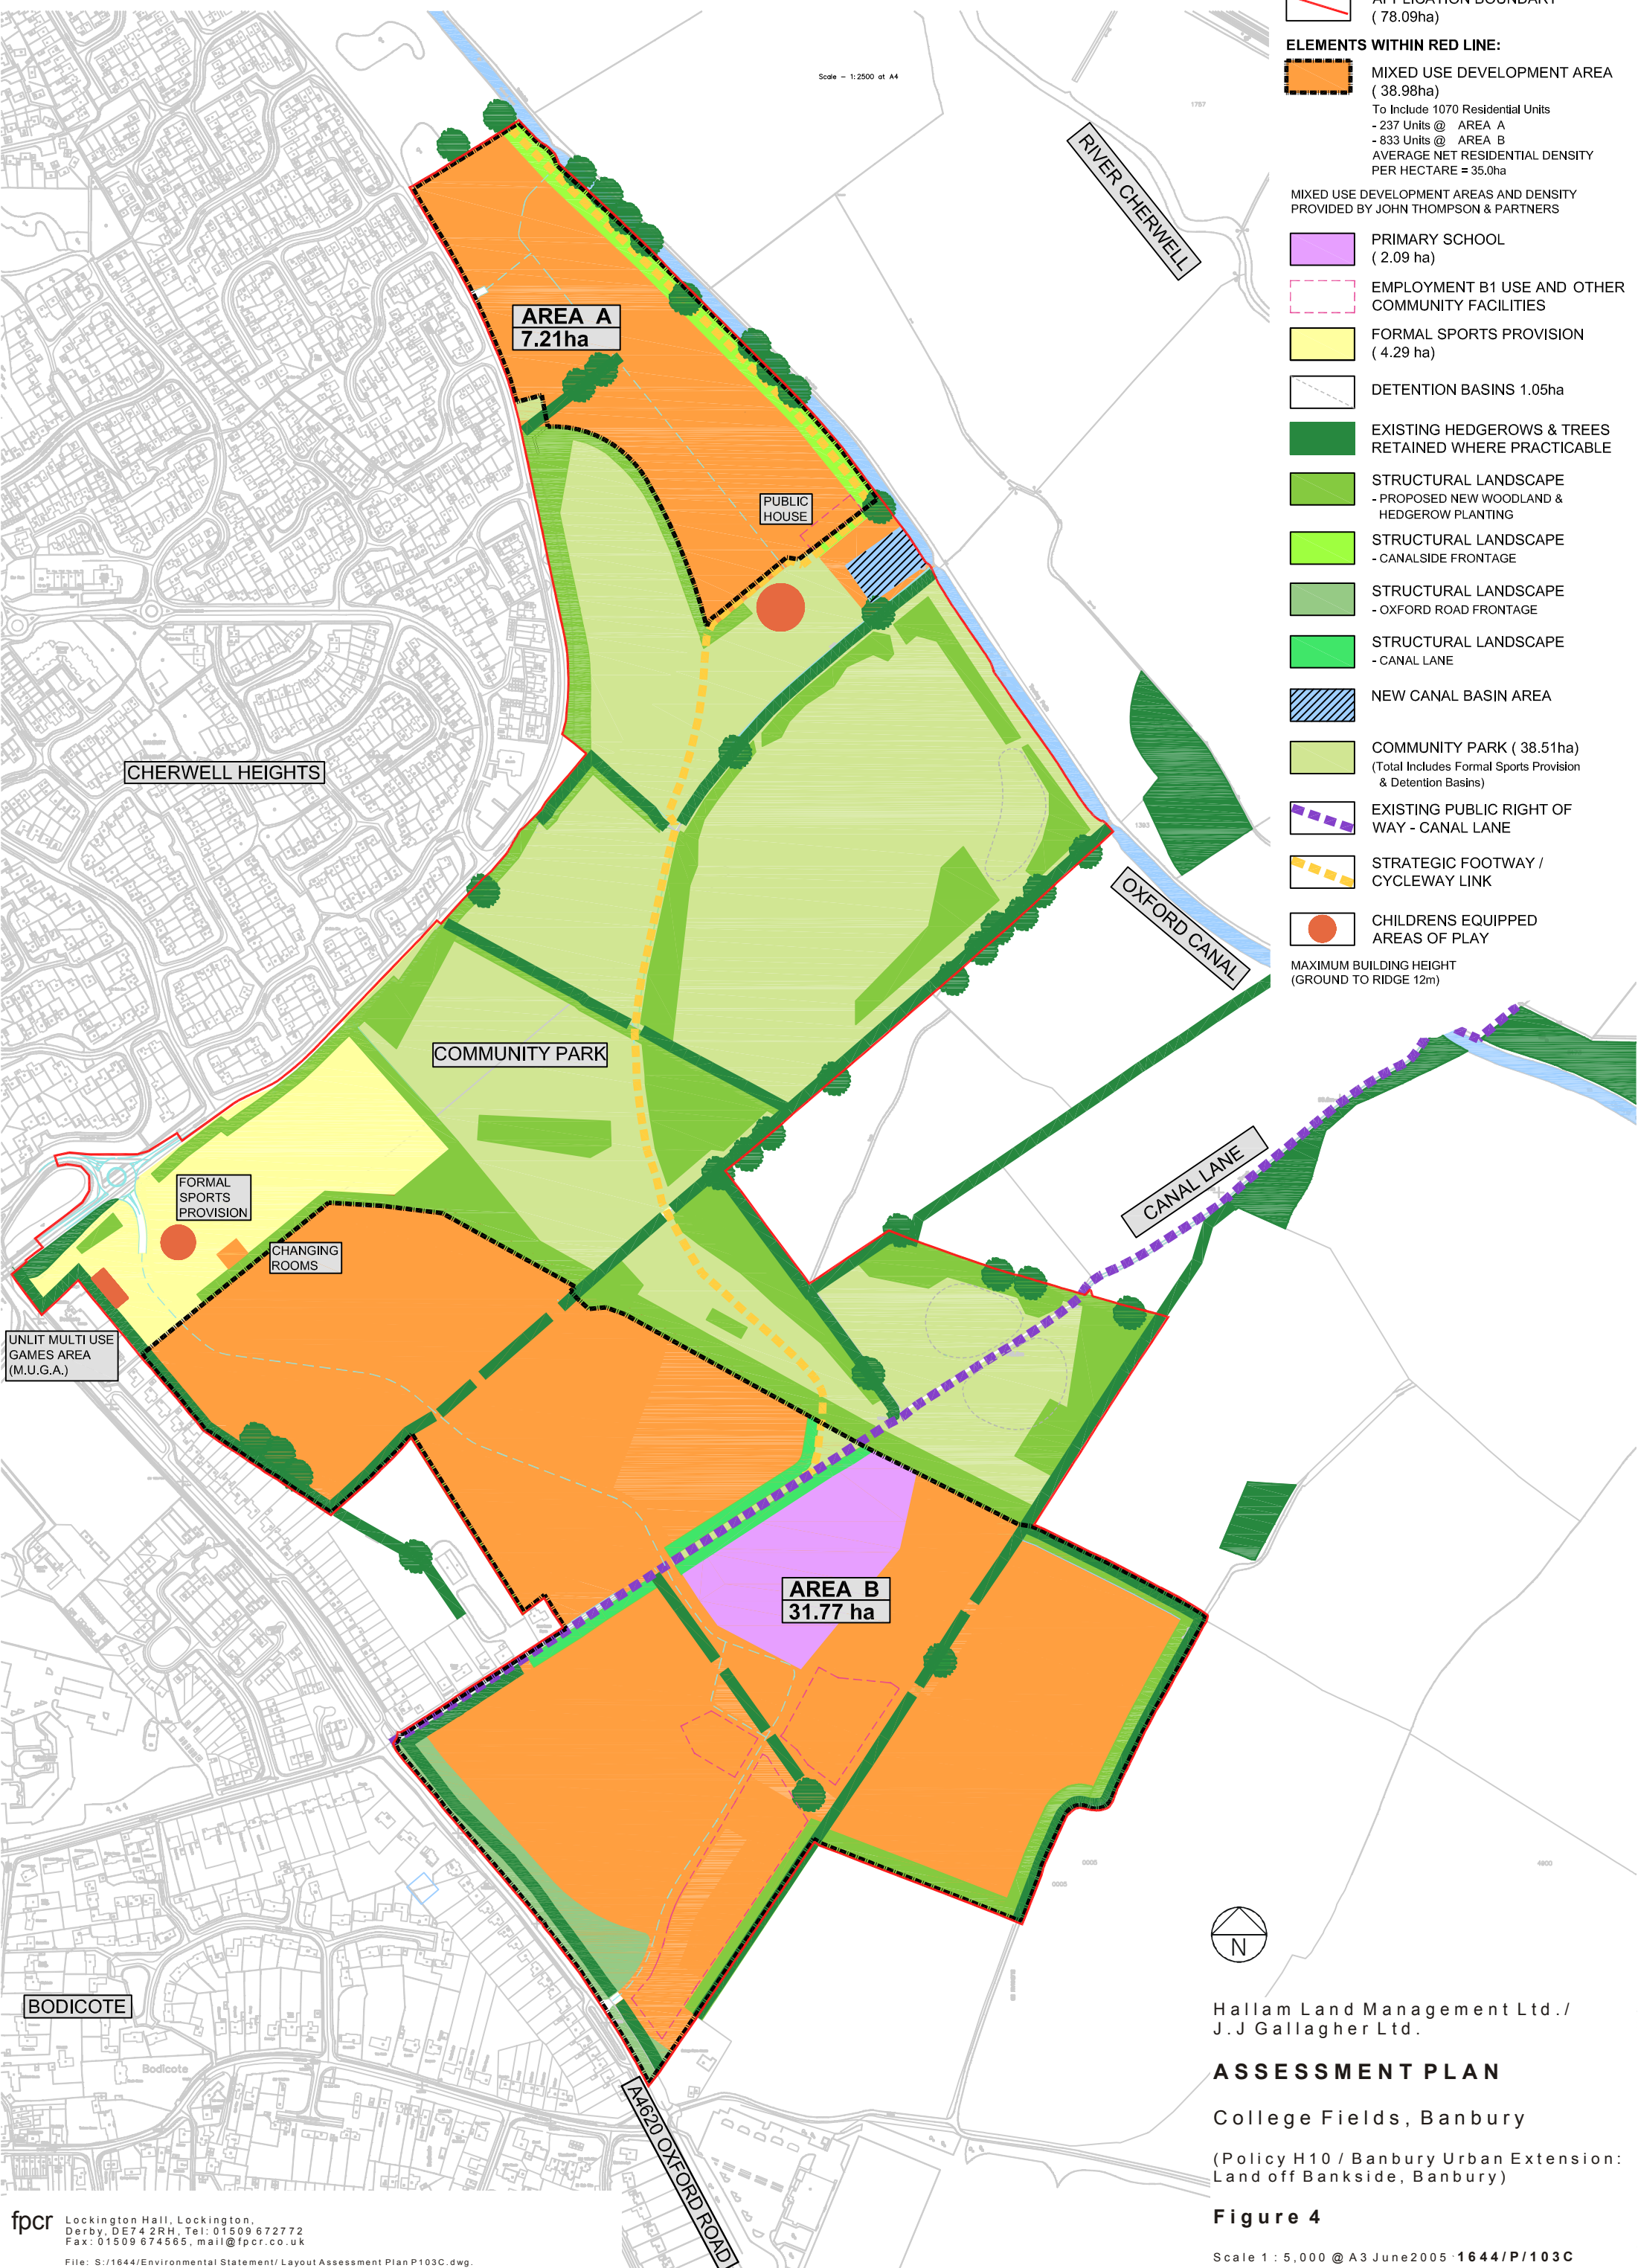 APPLICATION BOUNDARY
( 78.09ha)
ELEMENTS WITHIN RED LINE:
MIXED USE DEVELOPMENT AREA
( 38.98ha)
To Include 1070 Residential Units
- 237 Units @ AREA A
- 833 Units @ AREA B
AVERAGE NET RESIDENTIAL DENSITY
PER HECTARE = 35.0ha
MIXED USE DEVELOPMENT AREAS AND DENSITY
PROVIDED BY JOHN THOMPSON & PARTNERS
PRIMARY SCHOOL
( 2.09 ha)
EMPLOYMENT B1 USE AND OTHER
COMMUNITY FACILITIES
FORMAL SPORTS PROVISION
( 4.29 ha)
DETENTION BASINS 1.05ha
EXISTING HEDGEROWS & TREES
RETAINED WHERE PRACTICABLE
STRUCTURAL LANDSCAPE
- PROPOSED NEW WOODLAND &
HEDGEROW PLANTING
STRUCTURAL LANDSCAPE
- CANALSIDE FRONTAGE
STRUCTURAL LANDSCAPE
- OXFORD ROAD FRONTAGE
STRUCTURAL LANDSCAPE
- CANAL LANE
NEW CANAL BASIN AREA
COMMUNITY PARK ( 38.51ha)
(Total Includes Formal Sports Provision
& Detention Basins)
EXISTING PUBLIC RIGHT OF
WAY - CANAL LANE
STRATEGIC FOOTWAY /
CYCLEWAY LINK
CHILDRENS EQUIPPED
AREAS OF PLAY
MAXIMUM BUILDING HEIGHT
(GROUND TO RIDGE 12m)
Scale - 1:2500 at A4
1787
RIVER CHERWELL
AREA A
7.21ha
PUBLIC
HOUSE
CHERWELL HEIGHTS
1393
OXFORD CANAL
COMMUNITY PARK
CANAL LANE
FORMAL
SPORTS
PROVISION
CHANGING
ROOMS
UNLIT MULTI USE
GAMES AREA
(M.U.G.A.)
AREA B
31.77 ha
0005
0005
4900
BODICOTE
Bodicote
A4620 OXFORD ROAD
N
Hallam Land Management Ltd./
J.J Gallagher Ltd.
ASSESSMENT PLAN
College Fields, Banbury
(Policy H10 / Banbury Urban Extension:
Land off Bankside, Banbury)
Figure 4
Scale 1 : 5,000 @ A3 June2005 1644/P/103C
fpcr
Lockington Hall, Lockington,
Derby, DE74 2RH, Tel: 01509 672772
Fax: 01509 674565, mail@fpcr.co.uk
File: S:/1644/Environmental Statement/ Layout Assessment Plan P103C.dwg.